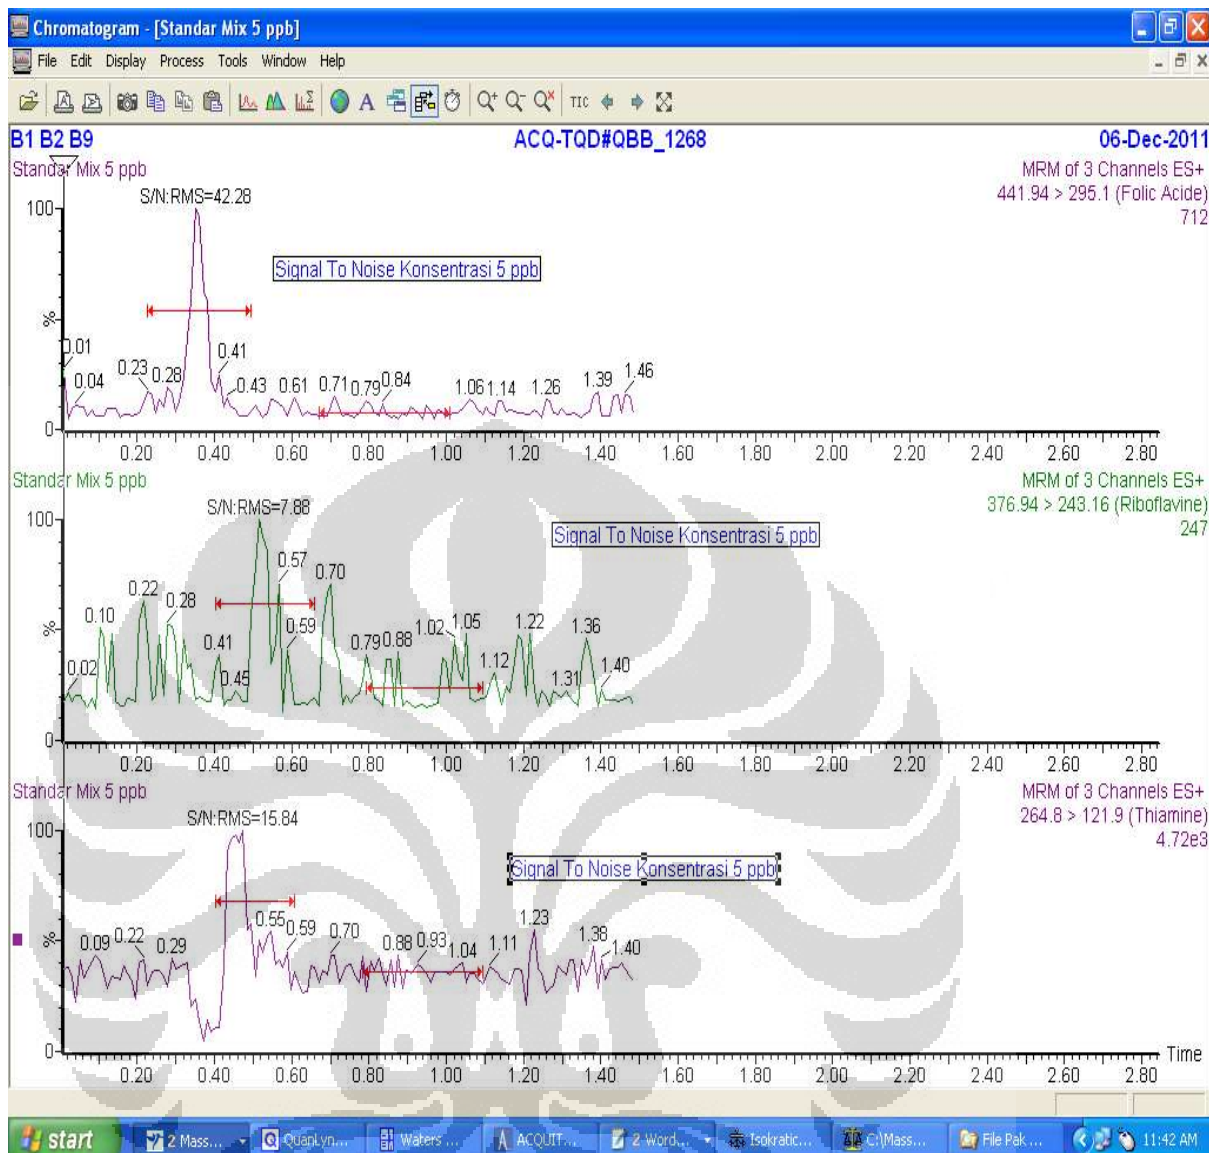 Chromatogram - [Standar Mix 5 ppb]
File Edit Display Process Tools Window Help
TIC
B1 B2 B9 ACQ-TQD#QBB_1268 06-Dec-2011
Standar Mix 5 ppb MRM of 3 Channels ES+
441.94 > 295.1 (Folic Acide)
712
S/N:RMS=42.28
100
Signal To Noise Konsentrasi 5 ppb
%
0.01 0.04 0.23 0.28 0.41 0.43 0.61 0.71 0.79 0.84 1.06 1.14 1.26 1.39 1.46
0
0.20 0.40 0.60 0.80 1.00 1.20 1.40 1.60 1.80 2.00 2.20 2.40 2.60 2.80
Standar Mix 5 ppb MRM of 3 Channels ES+
376.94 > 243.16 (Riboflavine)
247
S/N:RMS=7.88
100
Signal To Noise Konsentrasi 5 ppb
%
0.02 0.10 0.22 0.28 0.41 0.45 0.57 0.59 0.70 0.79 0.88 1.02 1.05 1.12 1.22 1.31 1.36 1.40
0
0.20 0.40 0.60 0.80 1.00 1.20 1.40 1.60 1.80 2.00 2.20 2.40 2.60 2.80
Standar Mix 5 ppb MRM of 3 Channels ES+
264.8 > 121.9 (Thiamine)
4.72e3
S/N:RMS=15.84
100
Signal To Noise Konsentrasi 5 ppb
%
0.09 0.22 0.29 0.55 0.59 0.70 0.88 0.93 1.04 1.11 1.23 1.38 1.40
0
Time
0.20 0.40 0.60 0.80 1.00 1.20 1.40 1.60 1.80 2.00 2.20 2.40 2.60 2.80
start 2 Mass... QuanLyn... Waters ... ACQUIT... 2 Word... Isokratic... C:\Mass... File Pak ... 11:42 AM